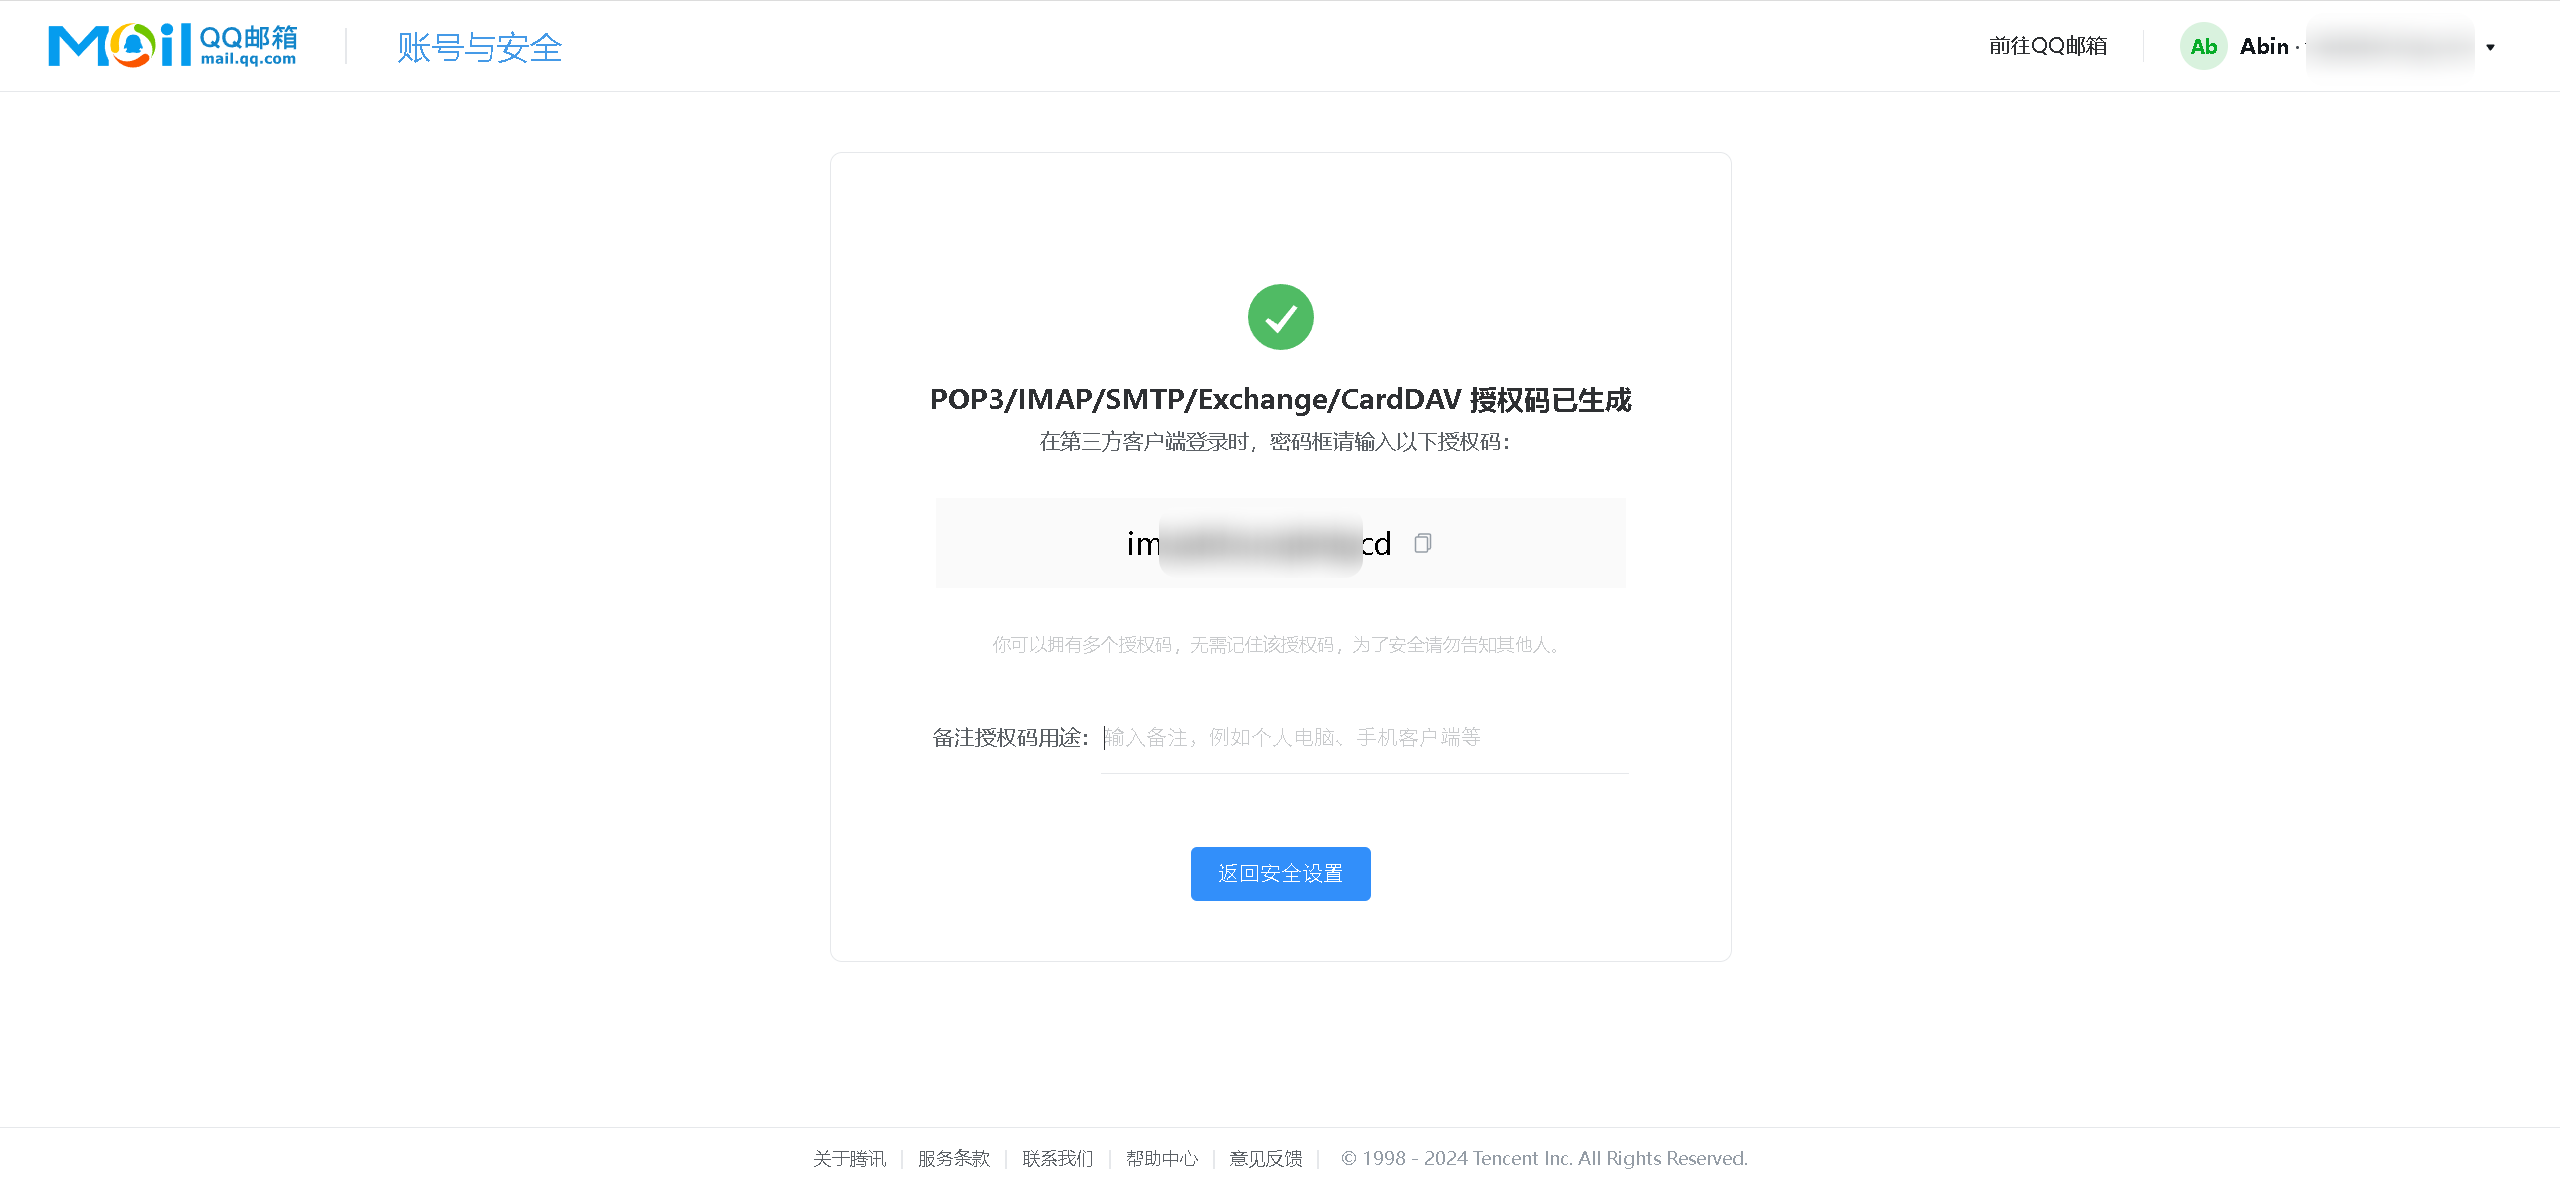 Mail QQ邮箱
mail.qq.com
账号与安全
前往QQ邮箱
Ab
Abin ·
POP3/IMAP/SMTP/Exchange/CardDAV 授权码已生成
在第三方客户端登录时，密码框请输入以下授权码：
im
cd
你可以拥有多个授权码，无需记住该授权码，为了安全请勿告知其他人。
备注授权码用途：
输入备注，例如个人电脑、手机客户端等
返回安全设置
关于腾讯 | 服务条款 | 联系我们 | 帮助中心 | 意见反馈 | © 1998 - 2024 Tencent Inc. All Rights Reserved.